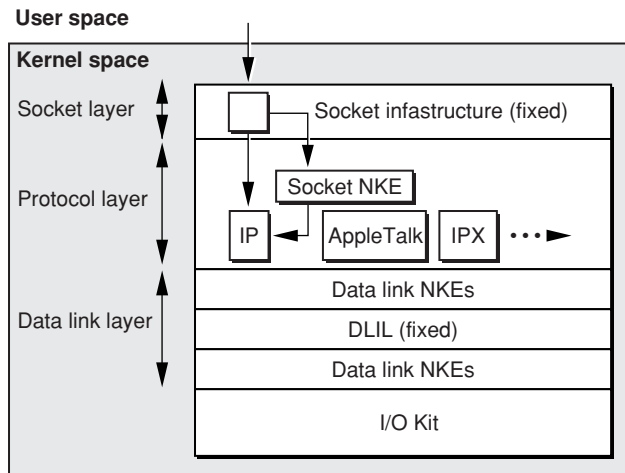 User space
Kernel space
Socket layer
Socket infastructure (fixed)
Protocol layer
Socket NKE
IP
AppleTalk
IPX
Data link layer
Data link NKEs
DLIL (fixed)
Data link NKEs
I/O Kit